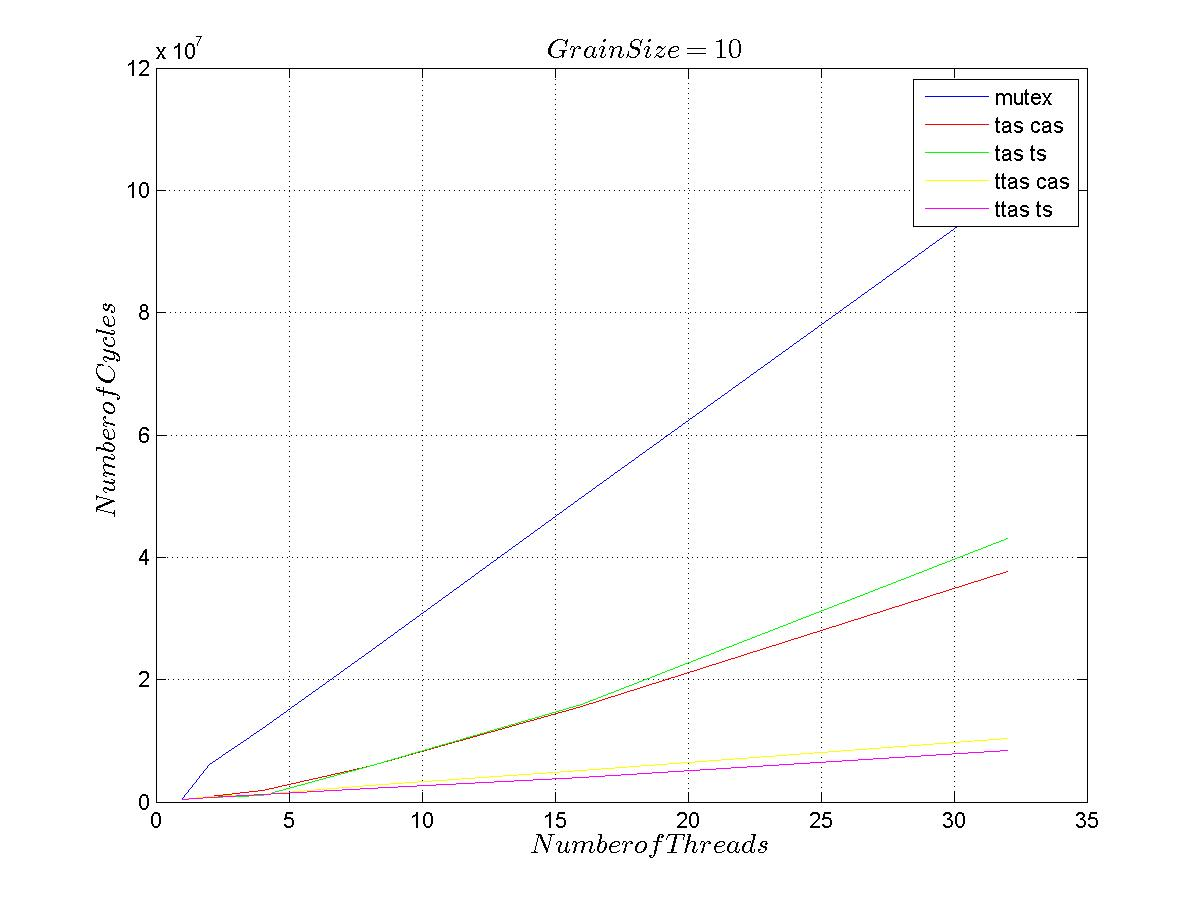 x 10^7
GrainSize = 10
12
10
8
6
4
2
0
NumberofCycles
mutex
tas cas
tas ts
ttas cas
ttas ts
0 5 10 15 20 25 30 35
NumberofThreads